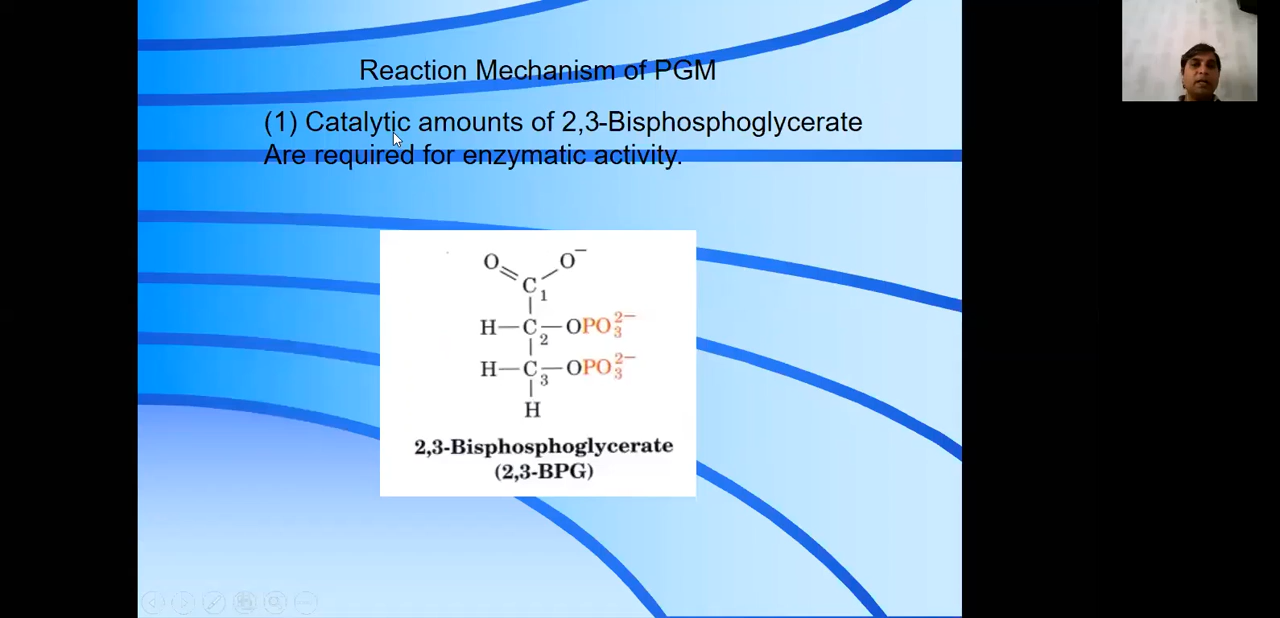 Reaction Mechanism of PGM
(1) Catalytic amounts of 2,3-Bisphosphoglycerate
Are required for enzymatic activity.
O O⁻
C
1
H—C—OPO₃²⁻
2
H—C—OPO₃²⁻
3
H
2,3-Bisphosphoglycerate
(2,3-BPG)